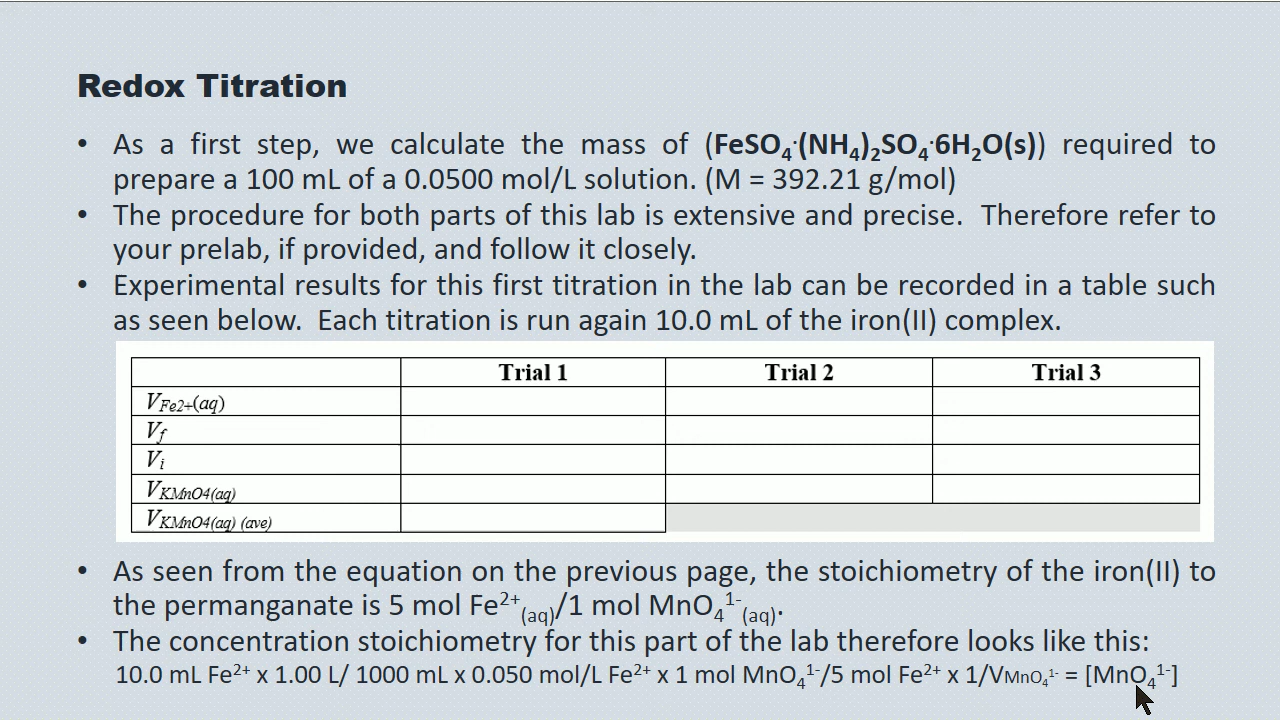 Redox Titration
• As a first step, we calculate the mass of (FeSO₄·(NH₄)₂SO₄·6H₂O(s)) required to
prepare a 100 mL of a 0.0500 mol/L solution. (M = 392.21 g/mol)
• The procedure for both parts of this lab is extensive and precise. Therefore refer to
your prelab, if provided, and follow it closely.
• Experimental results for this first titration in the lab can be recorded in a table such
as seen below. Each titration is run again 10.0 mL of the iron(II) complex.
Trial 1 Trial 2 Trial 3
V Fe2+(aq)
V f
V i
V KMnO4(aq)
V KMnO4(aq) (ave)
• As seen from the equation on the previous page, the stoichiometry of the iron(II) to
the permanganate is 5 mol Fe²⁺(aq)/1 mol MnO₄¹⁻(aq).
• The concentration stoichiometry for this part of the lab therefore looks like this:
10.0 mL Fe²⁺ x 1.00 L/ 1000 mL x 0.050 mol/L Fe²⁺ x 1 mol MnO₄¹⁻/5 mol Fe²⁺ x 1/VMnO₄¹⁻ = [MnO₄¹⁻]